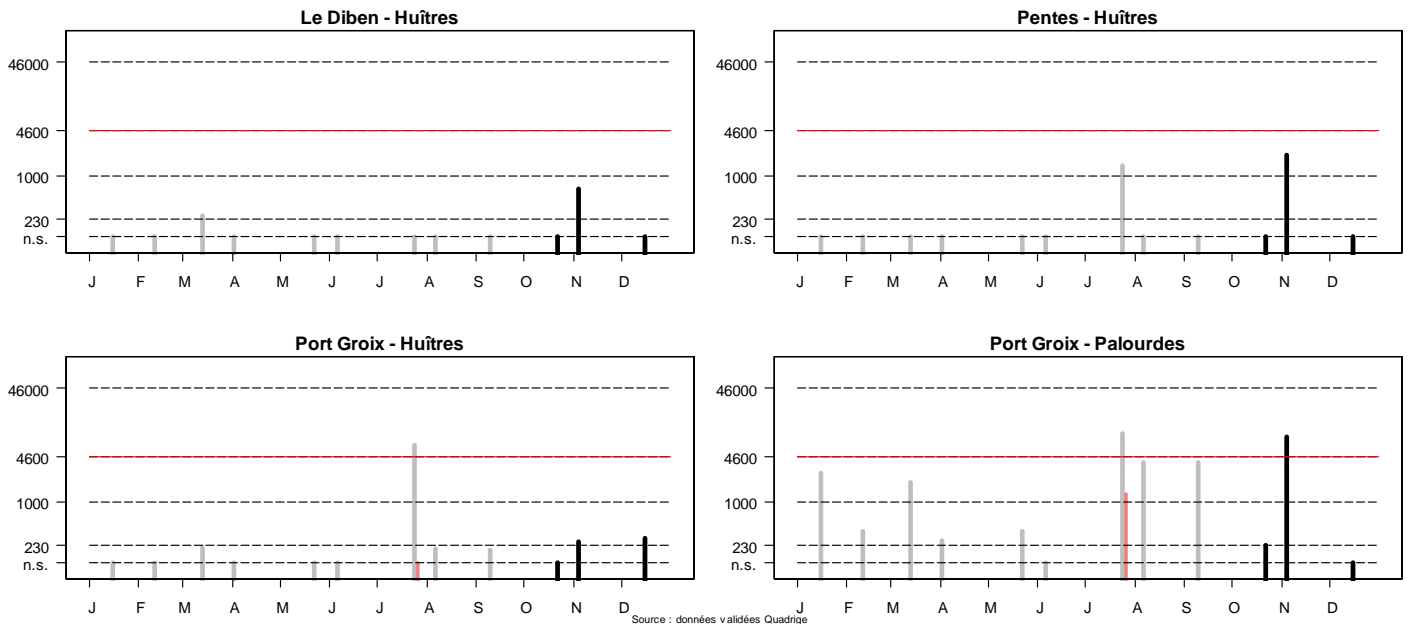 Le Diben - Huîtres
46000
4600
1000
230
n.s.
J F M A M J J A S O N D
Pentes - Huîtres
46000
4600
1000
230
n.s.
J F M A M J J A S O N D
Port Groix - Huîtres
46000
4600
1000
230
n.s.
J F M A M J J A S O N D
Port Groix - Palourdes
46000
4600
1000
230
n.s.
J F M A M J J A S O N D
Source : données validées Quadrige